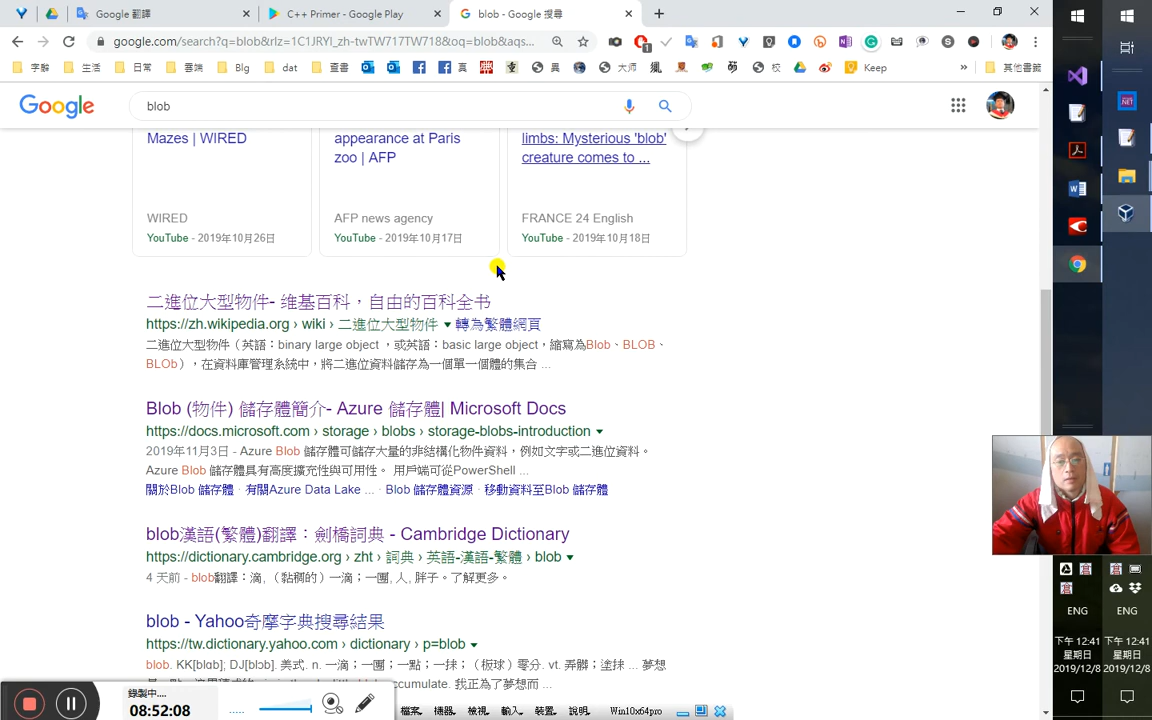 Google 翻譯
C++ Primer - Google Play
blob - Google 搜尋
google.com/search?q=blob&rlz=1C1JRYI_zh-twTW717TW718&oq=blob&aqs...
字辭
生活
日常
雲端
Blg
dat
查書
真
異
大師
校
Keep
»
其他書籤
Google
blob
Mazes | WIRED
appearance at Paris
zoo | AFP
limbs: Mysterious 'blob'
creature comes to ...
WIRED
AFP news agency
FRANCE 24 English
YouTube - 2019年10月26日
YouTube - 2019年10月17日
YouTube - 2019年10月18日
二進位大型物件- 维基百科，自由的百科全书
https://zh.wikipedia.org › wiki › 二進位大型物件 ▼ 轉為繁體網頁
二進位大型物件（英語：binary large object ，或英語：basic large object，縮寫為Blob、BLOB、
BLOb），在資料庫管理系統中，將二進位資料儲存為一個單一個體的集合 ...
Blob (物件) 儲存體簡介- Azure 儲存體| Microsoft Docs
https://docs.microsoft.com › storage › blobs › storage-blobs-introduction ▼
2019年11月3日 - Azure Blob 儲存體可儲存大量的非結構化物件資料，例如文字或二進位資料。
Azure Blob 儲存體具有高度擴充性與可用性。 用戶端可從PowerShell ...
關於Blob 儲存體 · 有關Azure Data Lake ... · Blob 儲存體資源 · 移動資料至Blob 儲存體
blob漢語(繁體)翻譯：劍橋詞典 - Cambridge Dictionary
https://dictionary.cambridge.org › zht › 詞典 › 英語-漢語-繁體 › blob ▼
4 天前 - blob翻譯：滴, （黏稠的）一滴；一團, 人, 胖子。了解更多。
blob - Yahoo奇摩字典搜尋結果
https://tw.dictionary.yahoo.com › dictionary › p=blob ▼
blob. KK[blɑb]; DJ[blɔb]. 美式. n. 一滴；一團；一點；一抹；（板球）零分. vt. 弄髒；塗抹 ... 夢想
accumulate. 我正為了夢想而 ...
錄製中....
08:52:08
檔案
機器
檢視
輸入
裝置
說明
Win10x64pro
ENG
ENG
下午 12:41
星期日
2019/12/8
下午 12:41
星期日
2019/12/8